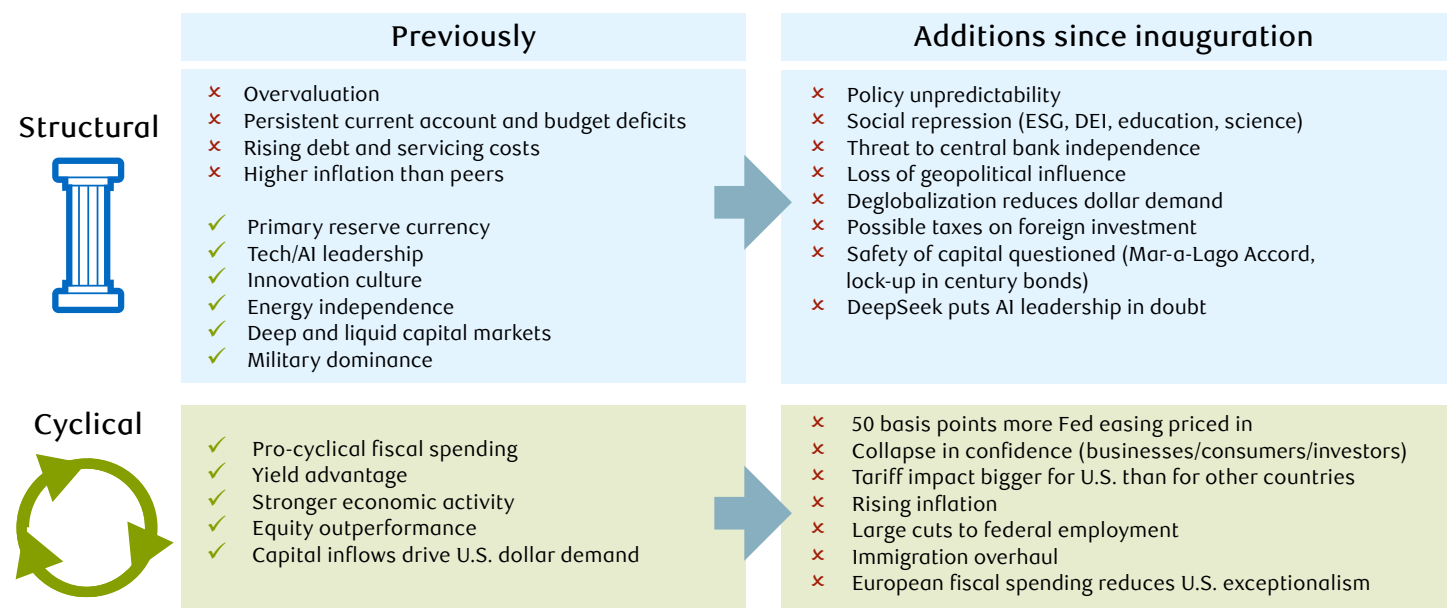 Previously
Additions since inauguration
Structural
✗ Overvaluation
✗ Persistent current account and budget deficits
✗ Rising debt and servicing costs
✗ Higher inflation than peers
✓ Primary reserve currency
✓ Tech/AI leadership
✓ Innovation culture
✓ Energy independence
✓ Deep and liquid capital markets
✓ Military dominance
✗ Policy unpredictability
✗ Social repression (ESG, DEI, education, science)
✗ Threat to central bank independence
✗ Loss of geopolitical influence
✗ Deglobalization reduces dollar demand
✗ Possible taxes on foreign investment
✗ Safety of capital questioned (Mar-a-Lago Accord,
lock-up in century bonds)
✗ DeepSeek puts AI leadership in doubt
Cyclical
✓ Pro-cyclical fiscal spending
✓ Yield advantage
✓ Stronger economic activity
✓ Equity outperformance
✓ Capital inflows drive U.S. dollar demand
✗ 50 basis points more Fed easing priced in
✗ Collapse in confidence (businesses/consumers/investors)
✗ Tariff impact bigger for U.S. than for other countries
✗ Rising inflation
✗ Large cuts to federal employment
✗ Immigration overhaul
✗ European fiscal spending reduces U.S. exceptionalism